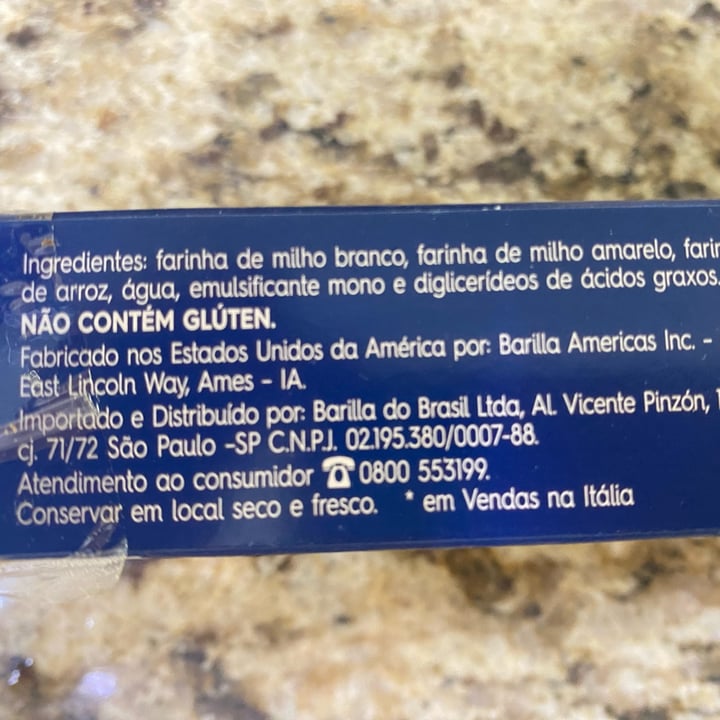 Ingredientes: farinha de milho branco, farinha de milho amarelo,
de arroz, água, emulsificante mono e diglicerídeos de ácidos graxos.
NÃO CONTÉM GLÚTEN.
Fabricado nos Estados Unidos da América por: Barilla Americas Inc. -
East Lincoln Way, Ames - IA.
Importado e Distribuído por: Barilla do Brasil Ltda, Al. Vicente Pinzón,
cj. 71/72 São Paulo -SP C.N.P.J. 02.195.380/0007-88.
Atendimento ao consumidor ☎ 0800 553199.
Conservar em local seco e fresco. * em Vendas na Itália